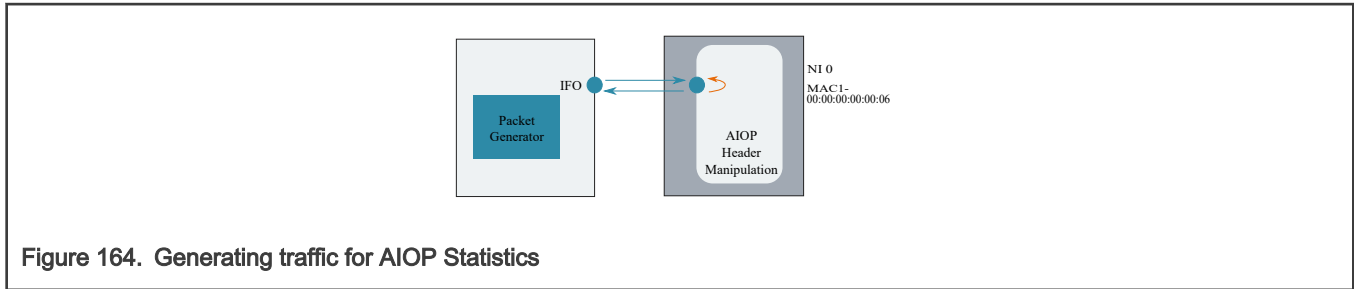 IFO
Packet
Generator
AIOP
Header
Manipulation
NI 0
MAC1-
00:00:00:00:00:06
Figure 164. Generating traffic for AIOP Statistics